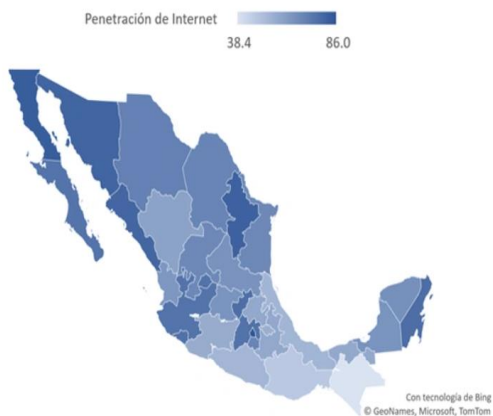 Penetración de Internet
38.4 86.0
Con tecnología de Bing
© GeoNames, Microsoft, TomTom